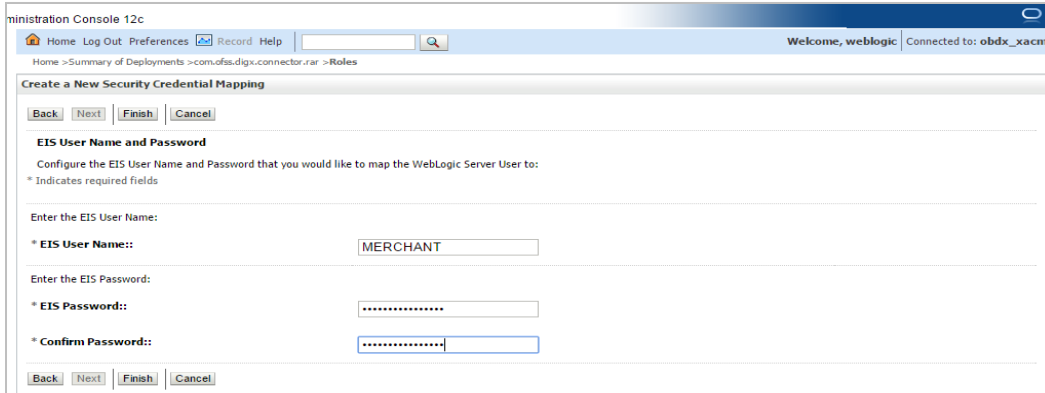 ministration Console 12c
Home Log Out Preferences Record Help
Welcome, weblogic Connected to: obdx_xacm
Home >Summary of Deployments >com.ofss.digx.connector.rar >Roles
Create a New Security Credential Mapping
Back Next Finish Cancel
EIS User Name and Password
Configure the EIS User Name and Password that you would like to map the WebLogic Server User to:
* Indicates required fields
Enter the EIS User Name:
* EIS User Name:: MERCHANT
Enter the EIS Password:
* EIS Password:: ••••••••••••••••
* Confirm Password:: ••••••••••••••••
Back Next Finish Cancel